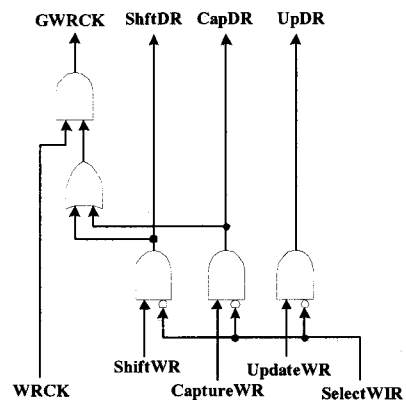 GWRCK ShftDR CapDR UpDR
ShiftWR UpdateWR
WRCK CaptureWR SelectWIR